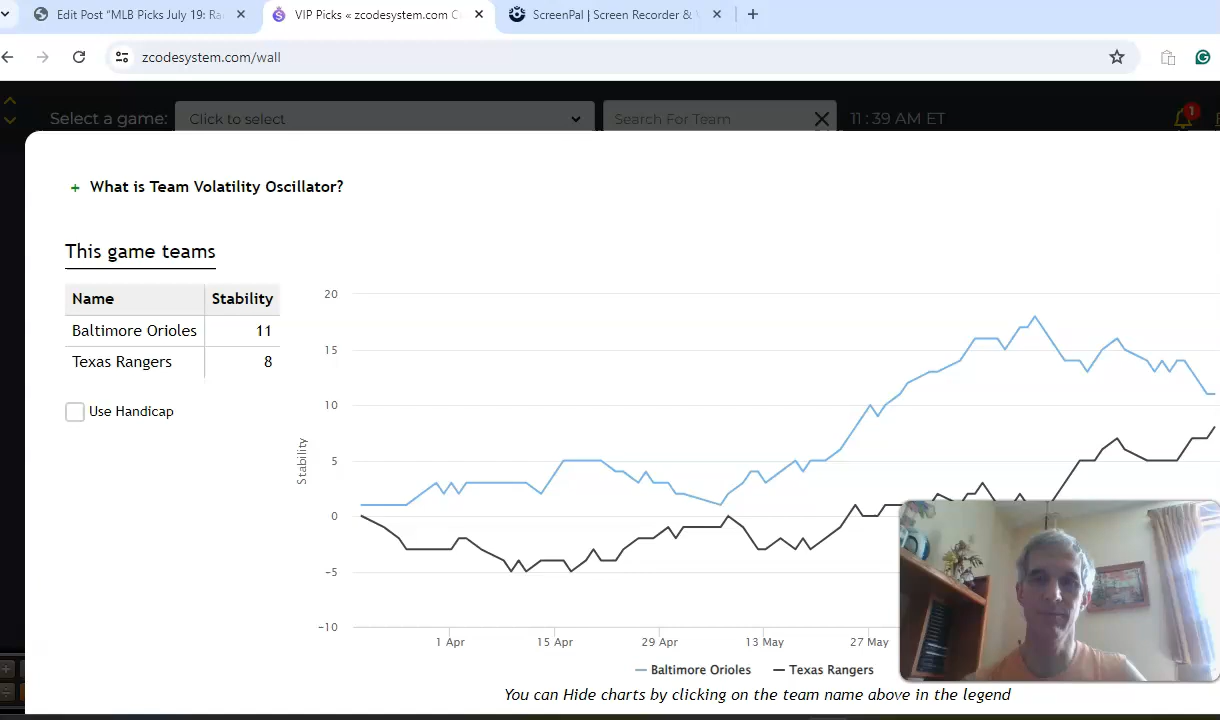 Edit Post “MLB Picks July 19: Ra
VIP Picks « zcodesystem.com C
ScreenPal | Screen Recorder &
zcodesystem.com/wall
Select a game:
Click to select
Search For Team
11:39 AM ET
1
+ What is Team Volatility Oscillator?
This game teams
Name Stability
Baltimore Orioles 11
Texas Rangers 8
Use Handicap
Stability
20
15
10
5
0
−5
−10
1 Apr 15 Apr 29 Apr 13 May 27 May
Baltimore Orioles Texas Rangers
You can Hide charts by clicking on the team name above in the legend